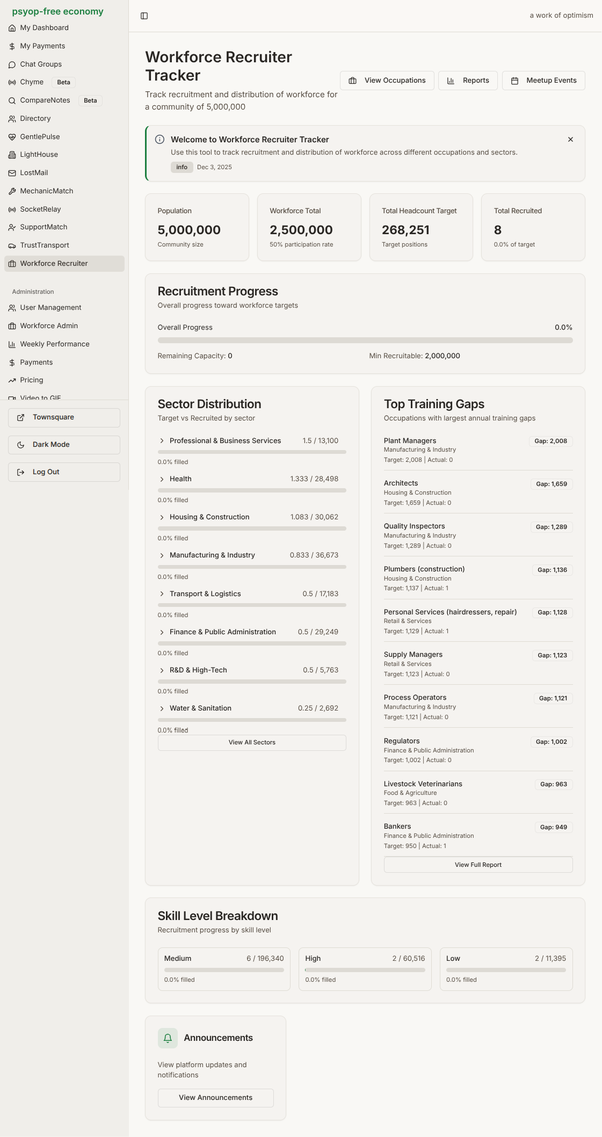 psyop-free economy
My Dashboard
My Payments
Chat Groups
Chyme Beta
CompareNotes Beta
Directory
GentlePulse
LightHouse
LostMail
MechanicMatch
SocketRelay
SupportMatch
TrustTransport
Workforce Recruiter
Administration
User Management
Workforce Admin
Weekly Performance
Payments
Pricing
Video to GIF
Townsquare
Dark Mode
Log Out
a work of optimism
Workforce Recruiter
Tracker
Track recruitment and distribution of workforce for
a community of 5,000,000
View Occupations
Reports
Meetup Events
Welcome to Workforce Recruiter Tracker
Use this tool to track recruitment and distribution of workforce across different occupations and sectors.
Info Dec 3, 2025
Population
5,000,000
Community size
Workforce Total
2,500,000
50% participation rate
Total Headcount Target
268,251
Target positions
Total Recruited
8
0.0% of target
Recruitment Progress
Overall progress toward workforce targets
Overall Progress 0.0%
Remaining Capacity: 0 Min Recruitable: 2,000,000
Sector Distribution
Target vs Recruited by sector
Professional & Business Services 1.5 / 13,100
0.0% filled
Health 1.333 / 28,498
0.0% filled
Housing & Construction 1.083 / 30,062
0.0% filled
Manufacturing & Industry 0.833 / 36,673
0.0% filled
Transport & Logistics 0.5 / 17,183
0.0% filled
Finance & Public Administration 0.5 / 29,249
0.0% filled
R&D & High-Tech 0.5 / 5,763
0.0% filled
Water & Sanitation 0.25 / 2,692
0.0% filled
View All Sectors
Top Training Gaps
Occupations with largest annual training gaps
Plant Managers Gap: 2,008
Manufacturing & Industry
Target: 2,008 | Actual: 0
Architects Gap: 1,659
Housing & Construction
Target: 1,659 | Actual: 0
Quality Inspectors Gap: 1,289
Manufacturing & Industry
Target: 1,289 | Actual: 0
Plumbers (construction) Gap: 1,136
Housing & Construction
Target: 1,137 | Actual: 1
Personal Services (hairdressers, repair) Gap: 1,128
Retail & Services
Target: 1,129 | Actual: 1
Supply Managers Gap: 1,123
Retail & Services
Target: 1,123 | Actual: 0
Process Operators Gap: 1,121
Manufacturing & Industry
Target: 1,121 | Actual: 0
Regulators Gap: 1,002
Finance & Public Administration
Target: 1,002 | Actual: 0
Livestock Veterinarians Gap: 963
Food & Agriculture
Target: 963 | Actual: 0
Bankers Gap: 949
Finance & Public Administration
Target: 950 | Actual: 1
View Full Report
Skill Level Breakdown
Recruitment progress by skill level
Medium 6 / 196,340
0.0% filled
High 2 / 60,516
0.0% filled
Low 2 / 11,395
0.0% filled
Announcements
View platform updates and
notifications
View Announcements